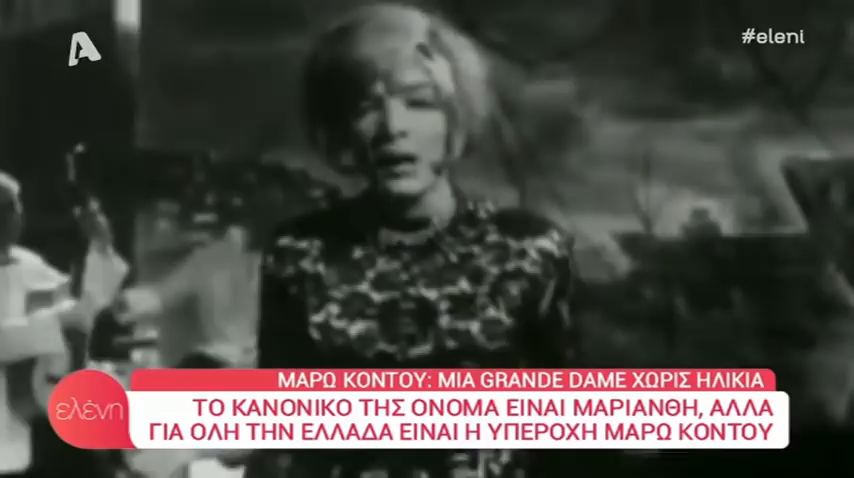 A
#eleni
ΜΑΡΩ ΚΟΝΤΟΥ: ΜΙΑ GRANDE DAME ΧΩΡΙΣ ΗΛΙΚΙΑ
ελένη
ΤΟ ΚΑΝΟΝΙΚΟ ΤΗΣ ΟΝΟΜΑ ΕΙΝΑΙ ΜΑΡΙΑΝΘΗ, ΑΛΛΑ
ΓΙΑ ΟΛΗ ΤΗΝ ΕΛΛΑΔΑ ΕΙΝΑΙ Η ΥΠΕΡΟΧΗ ΜΑΡΩ ΚΟΝΤΟΥ